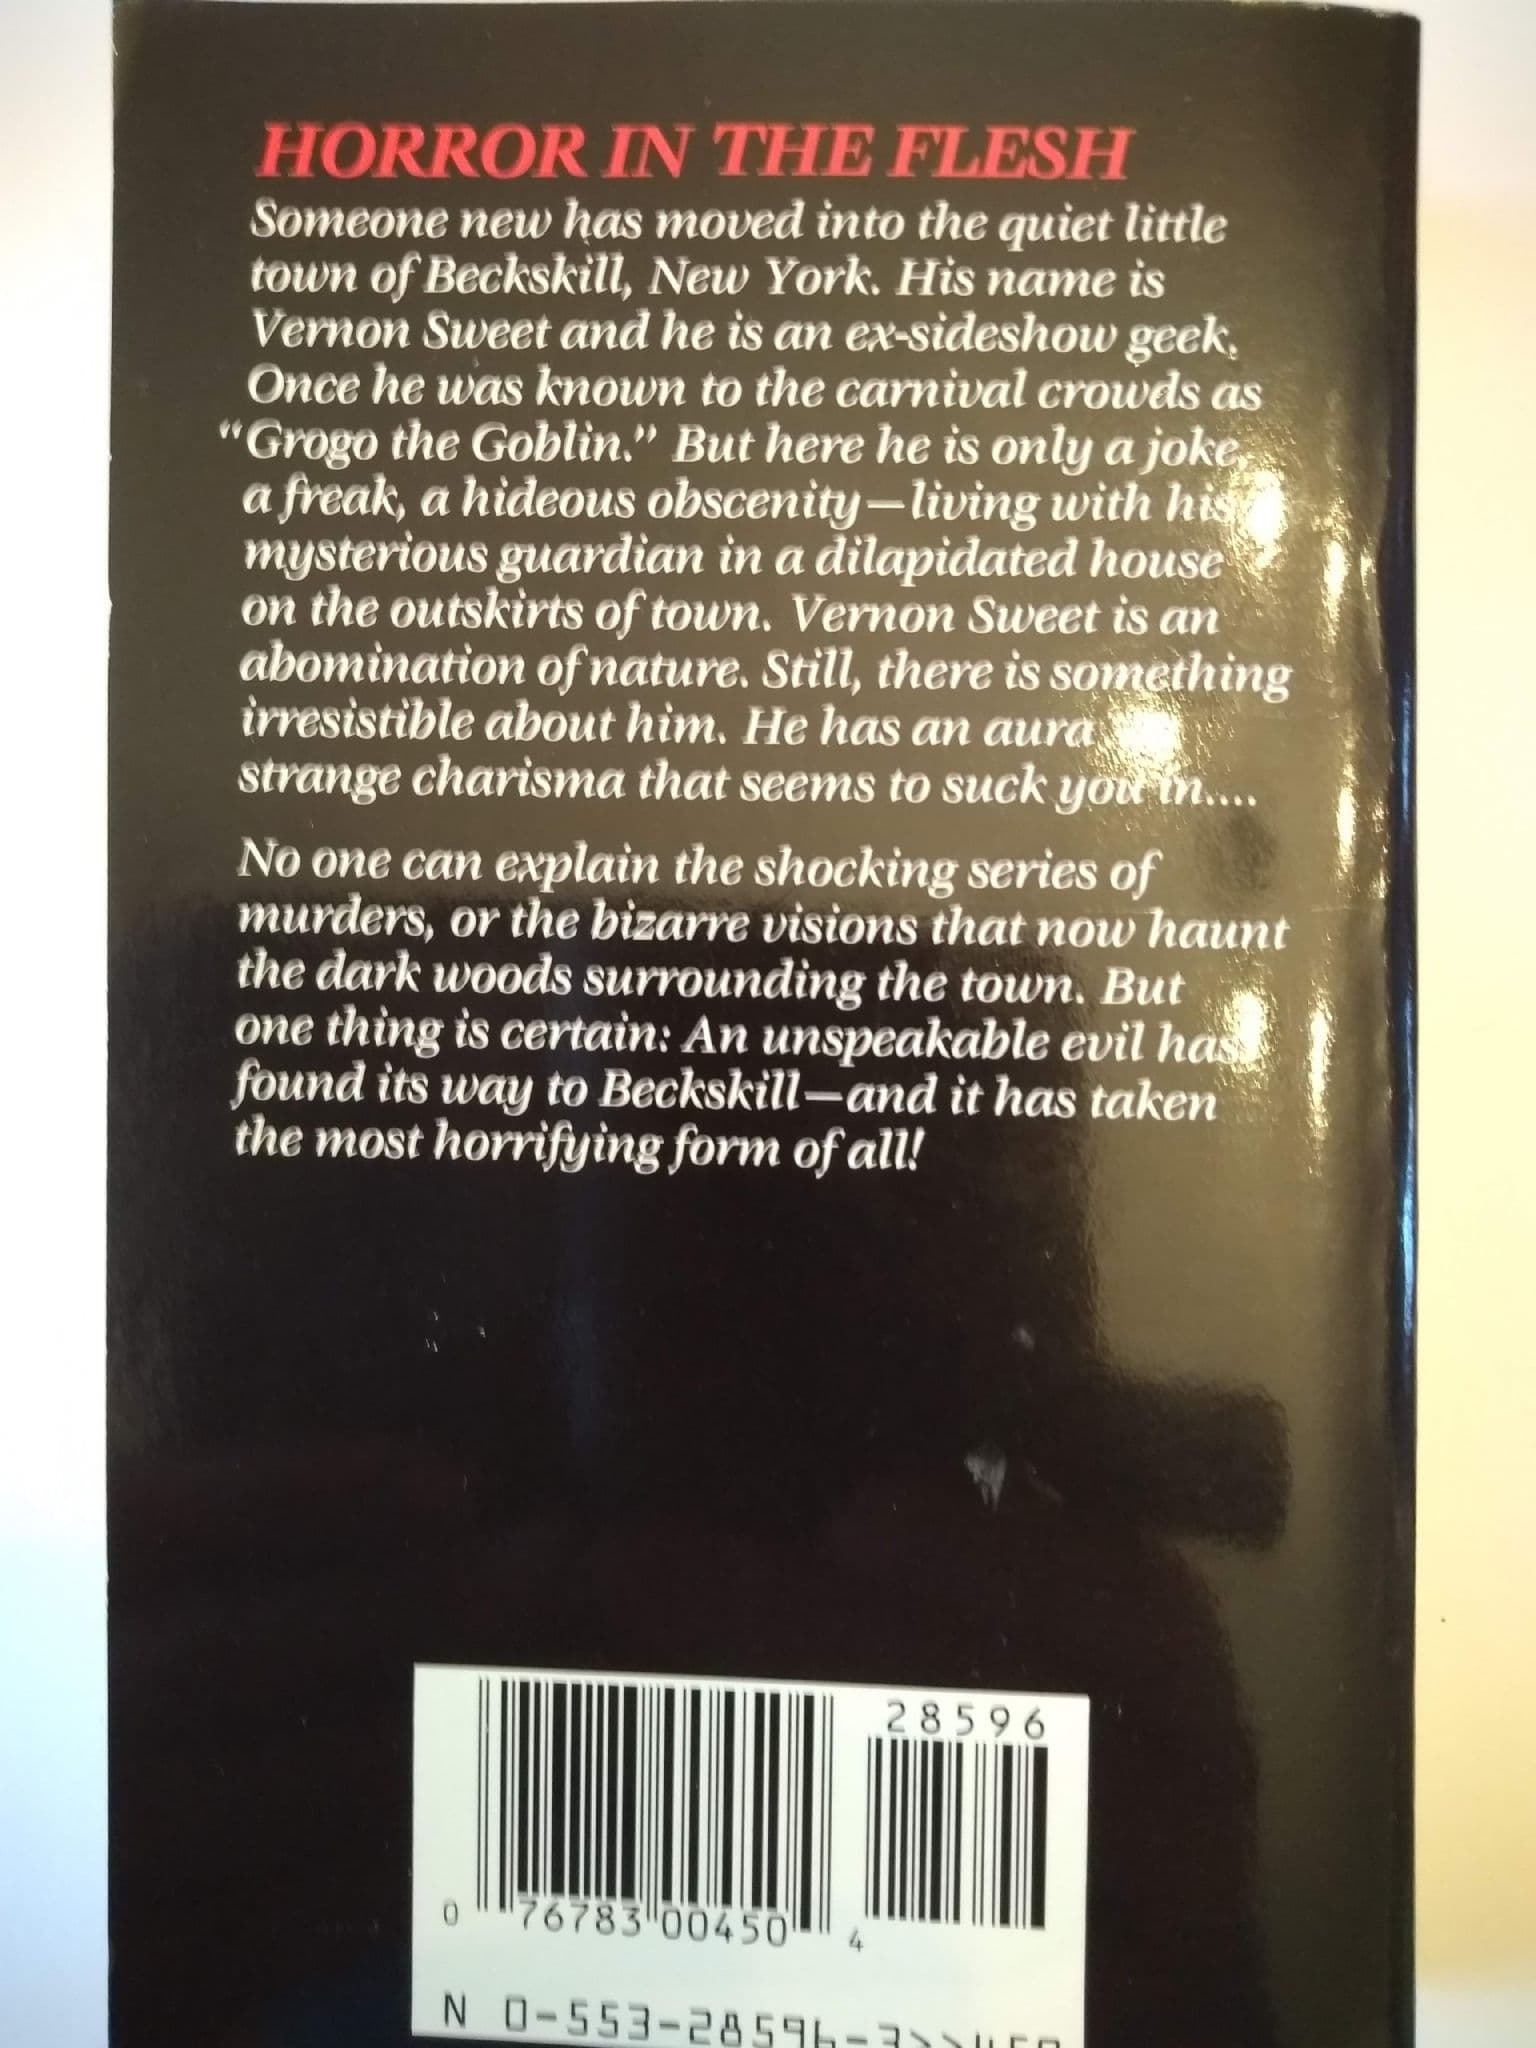 HORROR IN THE FLESH
Someone new has moved into the quiet little
town of Beckskill, New York. His name is
Vernon Sweet and he is an ex-sideshow geek.
Once he was known to the carnival crowds as
“Grogo the Goblin.” But here he is only a joke,
a freak, a hideous obscenity—living with his
mysterious guardian in a dilapidated house
on the outskirts of town. Vernon Sweet is an
abomination of nature. Still, there is something
irresistible about him. He has an aura
strange charisma that seems to suck you in....
No one can explain the shocking series of
murders, or the bizarre visions that now haunt
the dark woods surrounding the town. But
one thing is certain: An unspeakable evil has
found its way to Beckskill—and it has taken
the most horrifying form of all!
28596
0 76783 00450 4
N 0-553-28596-3>>